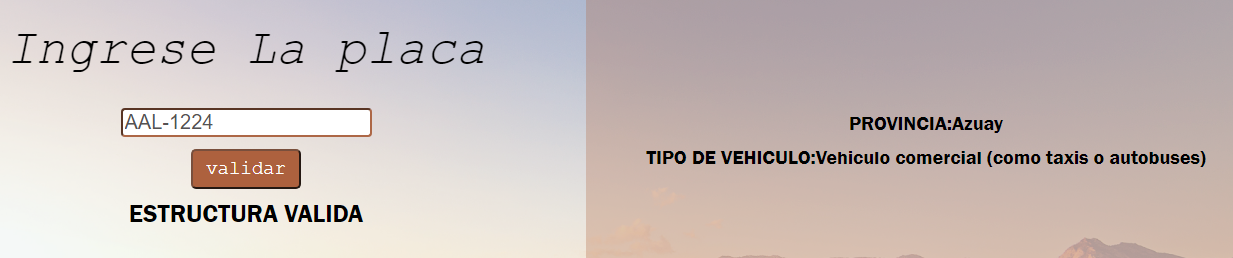 Ingrese La placa
AAL-1224
validar
ESTRUCTURA VALIDA
PROVINCIA:Azuay
TIPO DE VEHICULO:Vehiculo comercial (como taxis o autobuses)